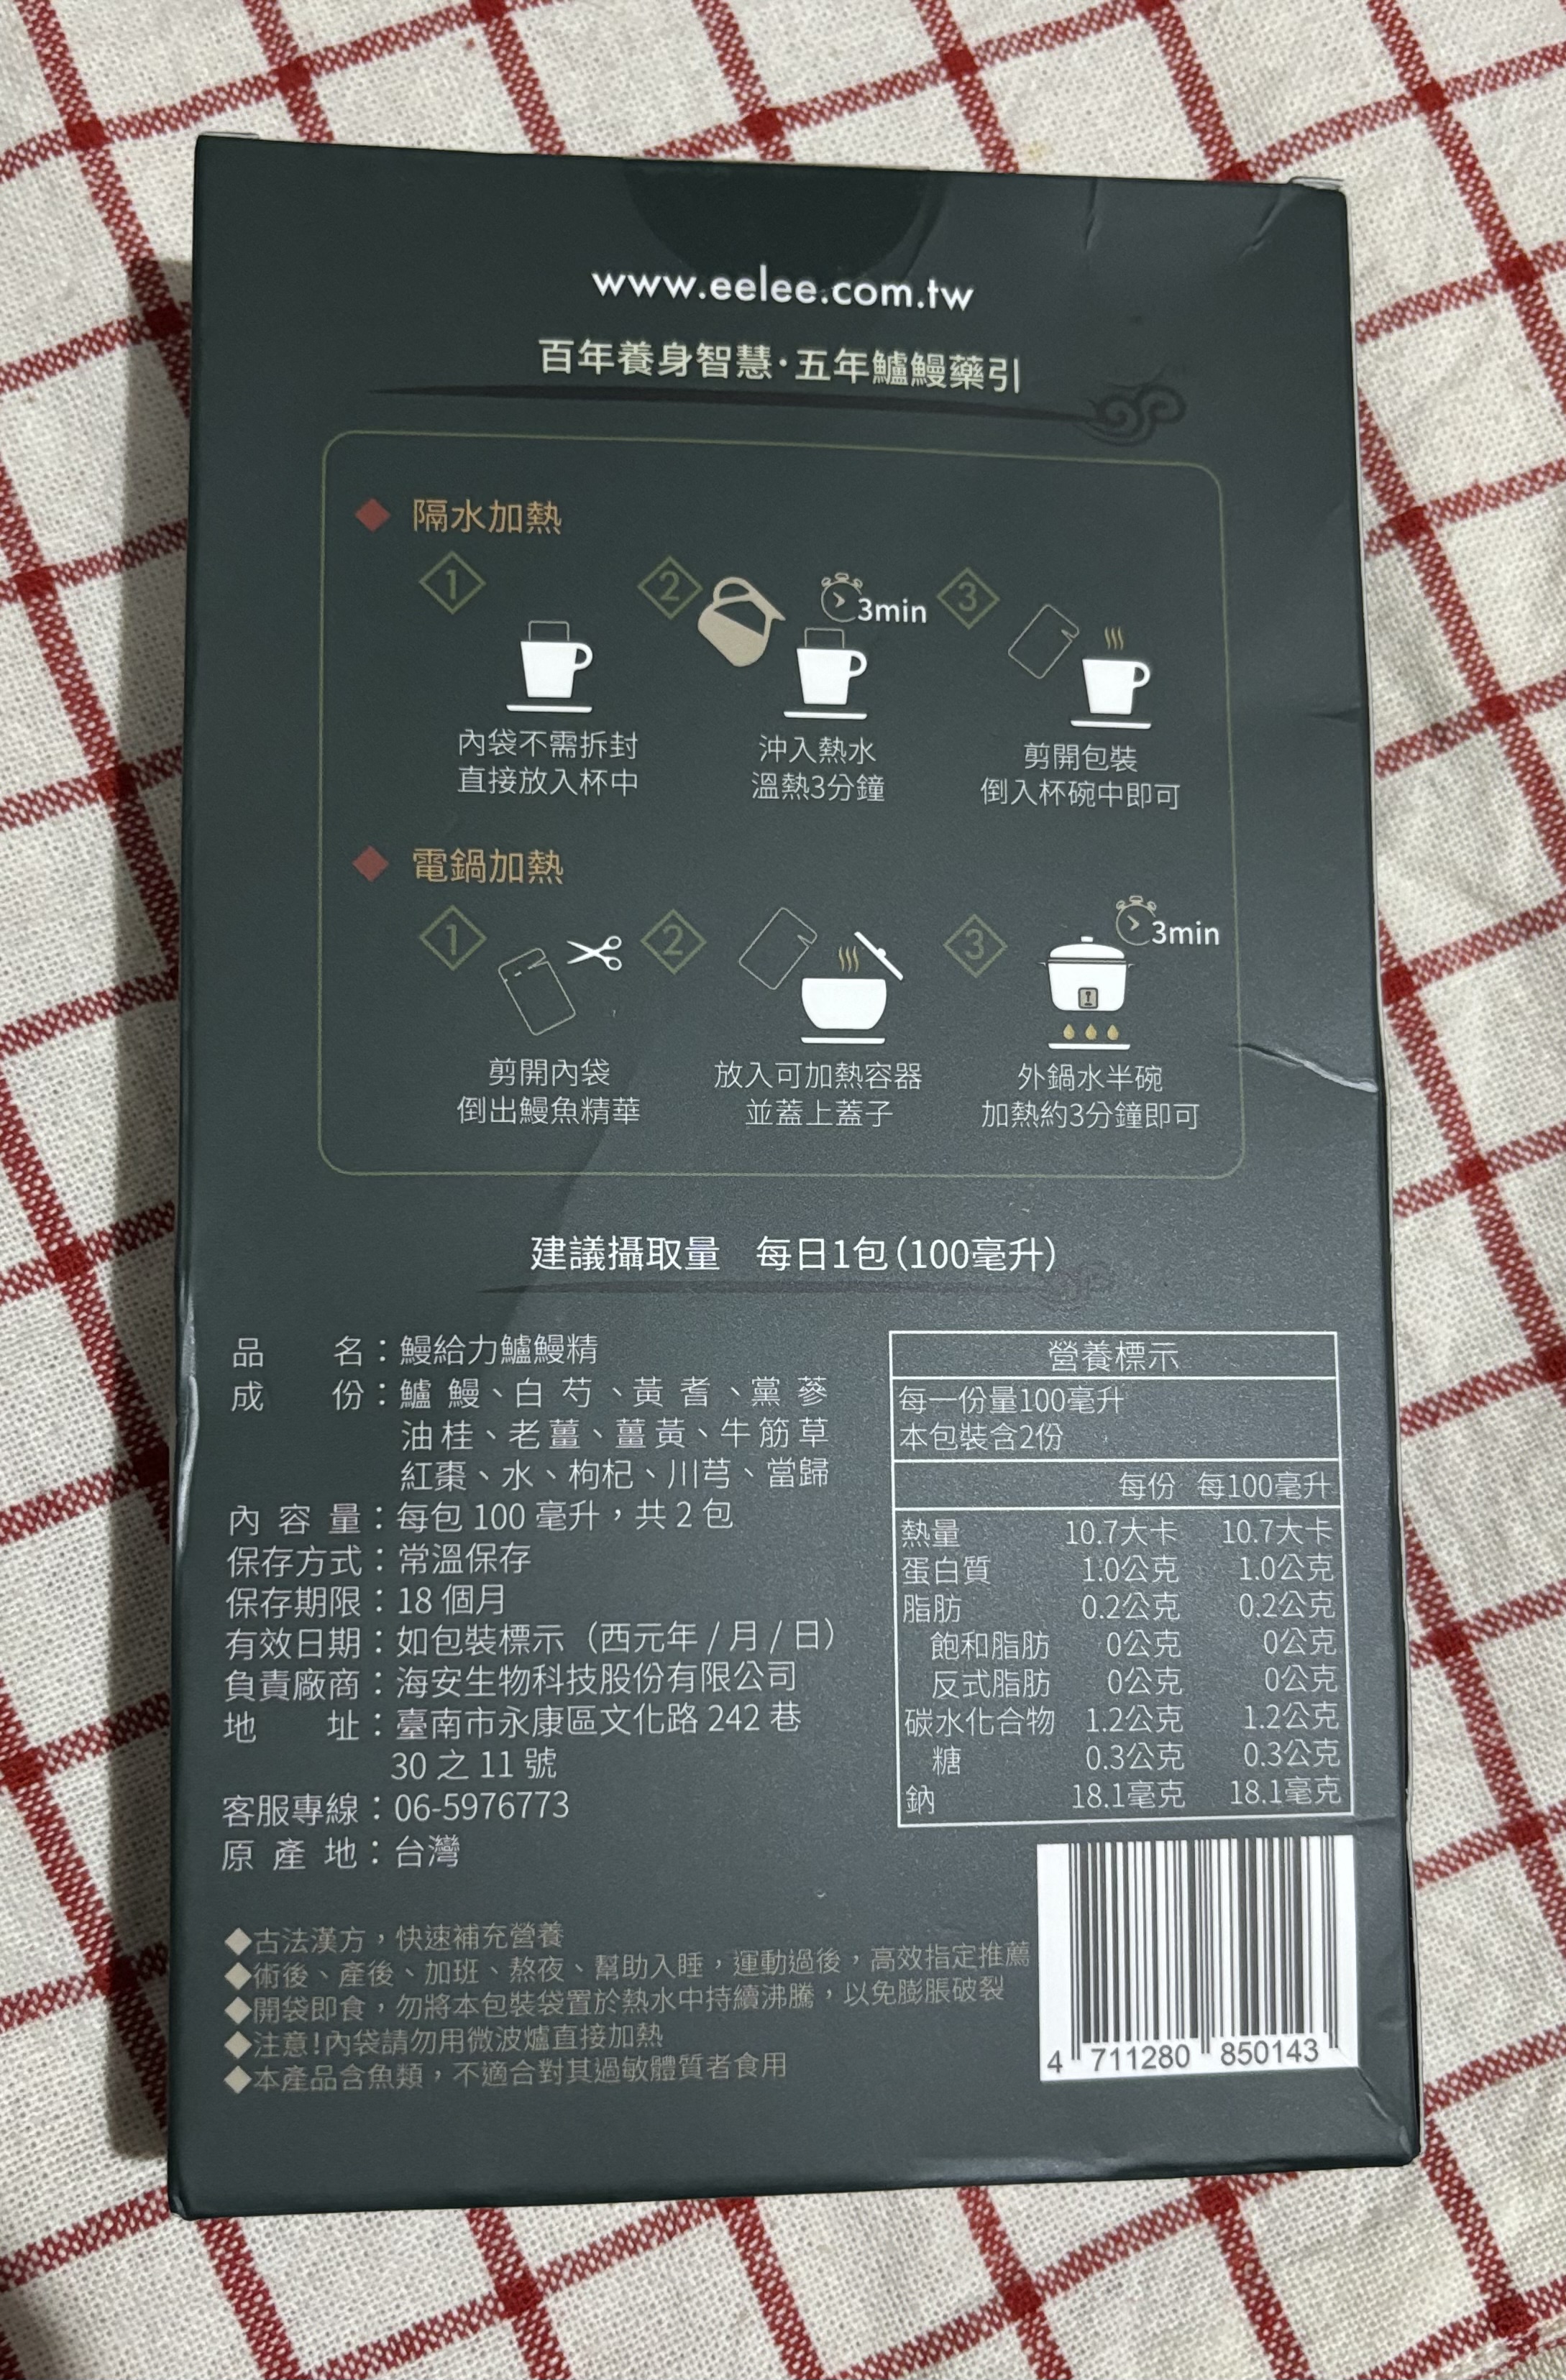 www.eelee.com.tw
百年養身智慧·五年鱸鰻藥引
隔水加熱
1
2
3min
3
內袋不需拆封
直接放入杯中
沖入熱水
溫熱3分鐘
剪開包裝
倒入杯碗中即可
電鍋加熱
1
2
3
3min
剪開內袋
倒出鰻魚精華
放入可加熱容器
並蓋上蓋子
外鍋水半碗
加熱約3分鐘即可
建議攝取量 每日1包(100毫升)
品名：鰻給力鱸鰻精
成份：鱸鰻、白芍、黃耆、黨蔘
油桂、老薑、薑黃、牛筋草
紅棗、水、枸杞、川芎、當歸
內容量：每包 100 毫升，共 2 包
保存方式：常溫保存
保存期限：18 個月
有效日期：如包裝標示（西元年 / 月 / 日）
負責廠商：海安生物科技股份有限公司
地址：臺南市永康區文化路 242 巷
30 之 11 號
客服專線：06-5976773
原產地：台灣
營養標示
每一份量100毫升
本包裝含2份
每份 每100毫升
熱量 10.7大卡 10.7大卡
蛋白質 1.0公克 1.0公克
脂肪 0.2公克 0.2公克
飽和脂肪 0公克 0公克
反式脂肪 0公克 0公克
碳水化合物 1.2公克 1.2公克
糖 0.3公克 0.3公克
鈉 18.1毫克 18.1毫克
◆古法漢方，快速補充營養
◆術後、產後、加班、熬夜、幫助入睡，運動過後，高效指定推薦
◆開袋即食，勿將本包裝袋置於熱水中持續沸騰，以免膨脹破裂
◆注意!內袋請勿用微波爐直接加熱
◆本產品含魚類，不適合對其過敏體質者食用
4 711280 850143